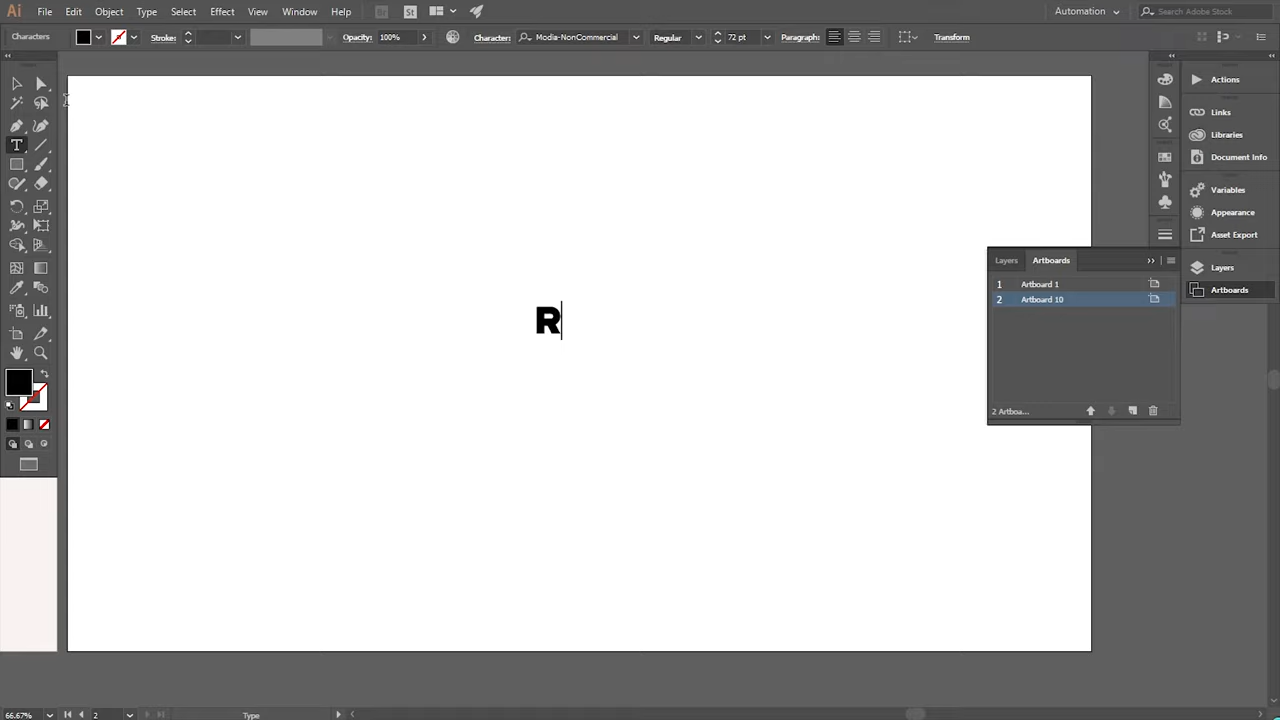 Ai File Edit Object Type Select Effect View Window Help Br St Automation Search Adobe Stock
Characters Stroke: Opacity: 100% Character: Modia-NonCommercial Regular 72 pt Paragraph: Transform
Actions
Links
Libraries
Document Info
Variables
Appearance
Asset Export
Layers
Artboards
Layers Artboards
1 Artboard 1
2 Artboard 10
2 Artboa...
R
T
66.67% 2 Type